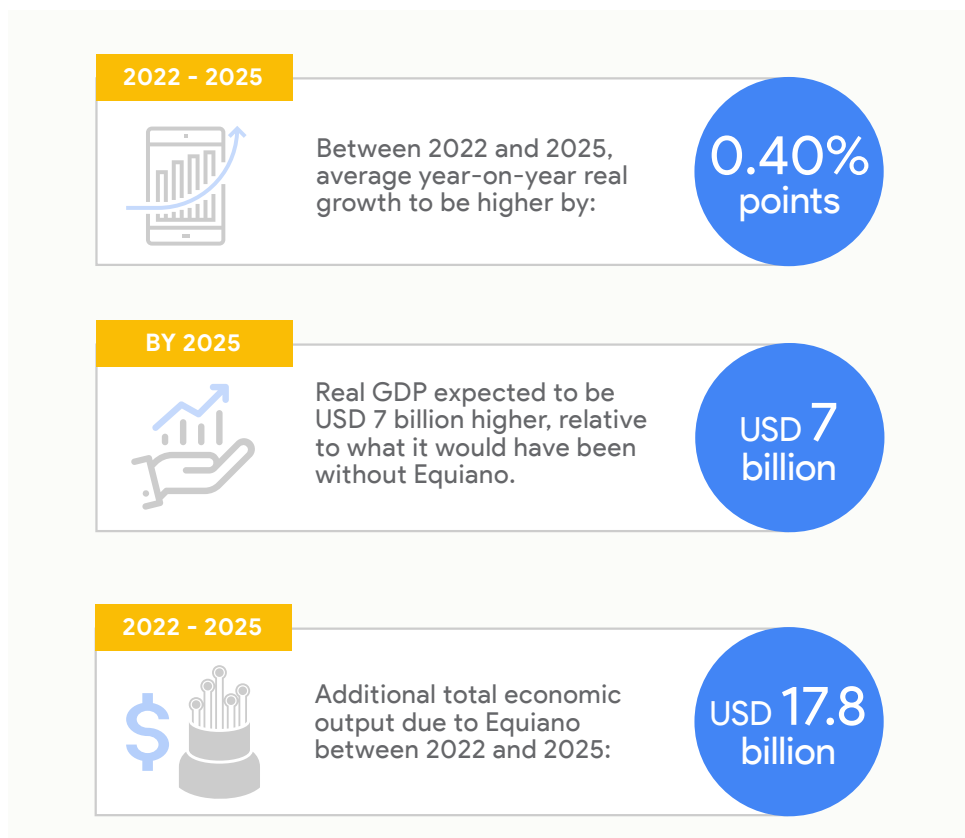 2022 - 2025
Between 2022 and 2025,
average year-on-year real
growth to be higher by:
0.40%
points
BY 2025
Real GDP expected to be
USD 7 billion higher, relative
to what it would have been
without Equiano.
USD 7
billion
2022 - 2025
$
Additional total economic
output due to Equiano
between 2022 and 2025:
USD 17.8
billion